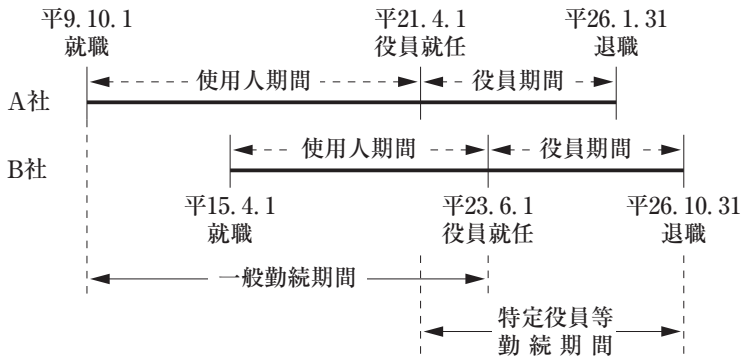 平9.10.1
就職
平21.4.1
役員就任
平26.1.31
退職
使用人期間
役員期間
A社
使用人期間
役員期間
B社
平15.4.1
就職
平23.6.1
役員就任
平26.10.31
退職
一般勤続期間
特定役員等
勤続期間